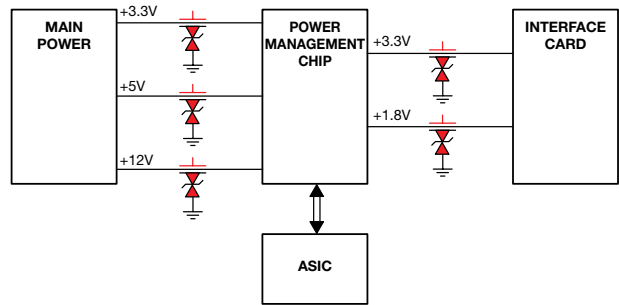 MAIN
POWER
+3.3V
+5V
+12V
POWER
MANAGEMENT
CHIP
+3.3V
+1.8V
INTERFACE
CARD
ASIC